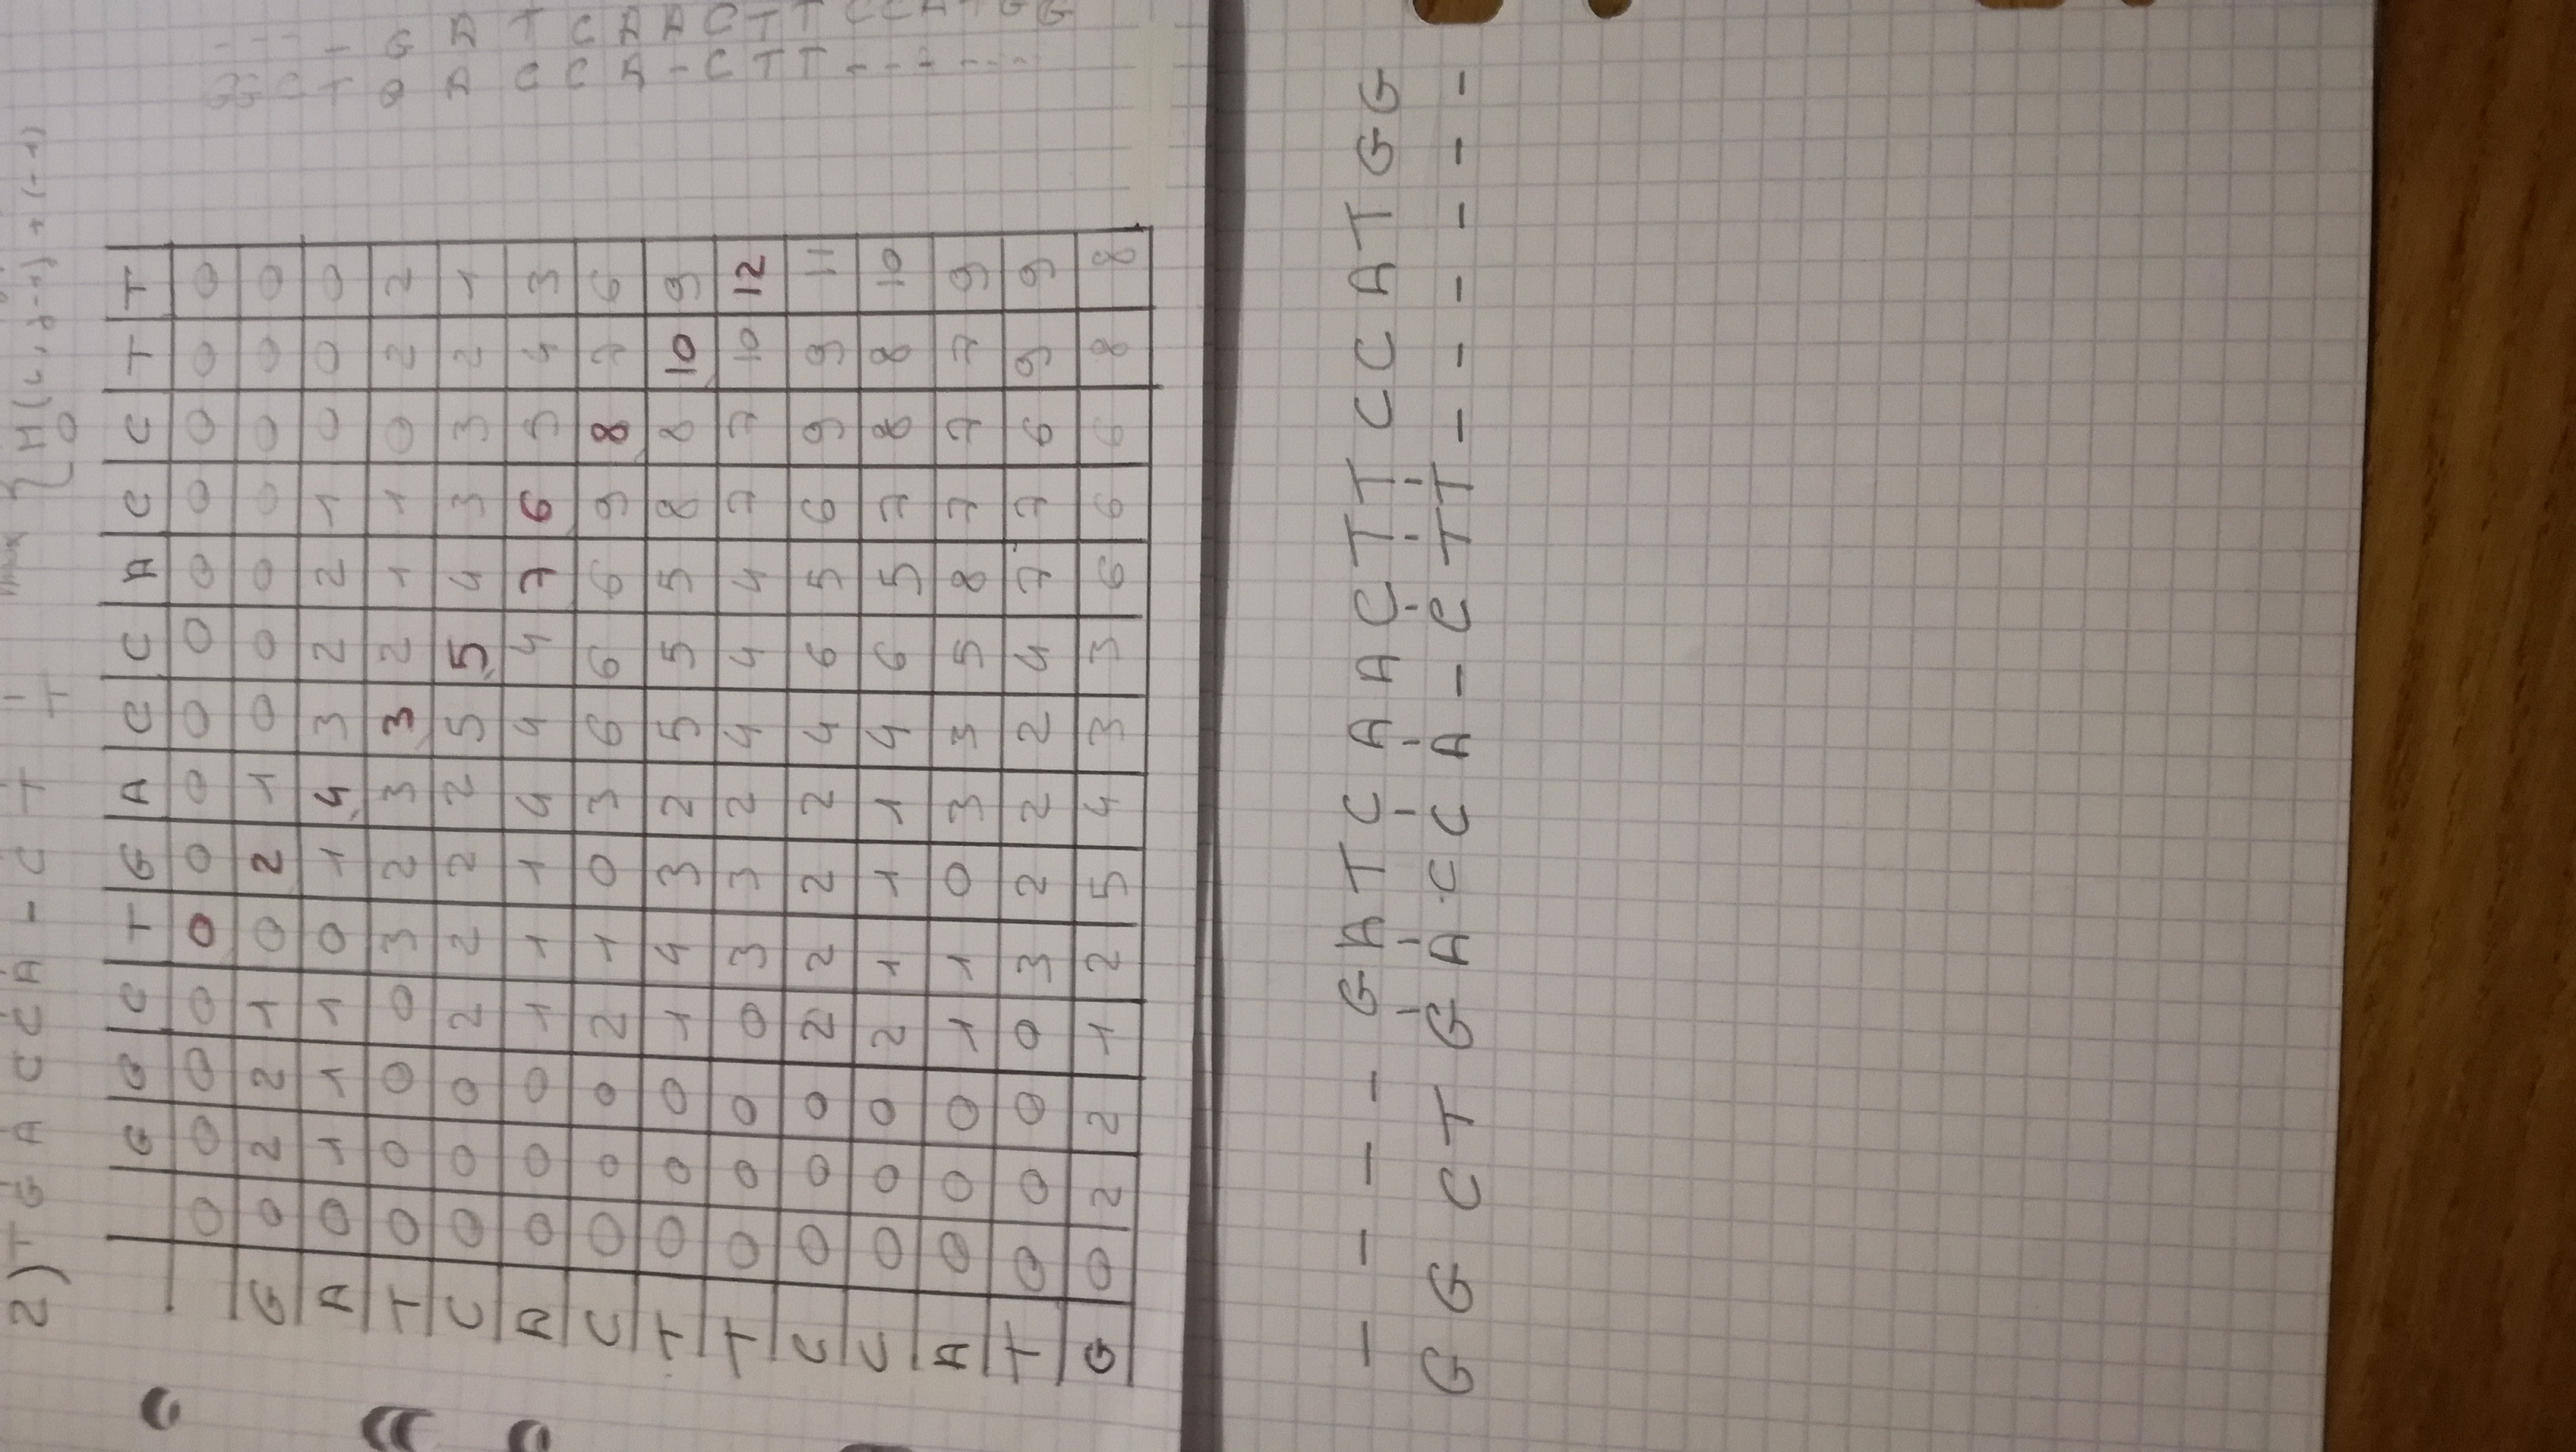 2) T G A C C A - C T T
H(i, j-1) + (-1)
0
G G C T G A C C A C C T T
0 0 0 0 0 0 0 0 0 0 0 0 0 0
G 0 2 2 1 0 2 1 0 0 0 0 0 0 0
A 0 1 1 1 0 1 4 3 2 2 1 0 0 0
T 0 0 0 0 3 2 3 3 2 1 1 0 2 2
C 0 0 0 2 2 2 2 5 5 4 3 3 2 1
A 0 0 0 1 1 1 4 4 4 7 6 5 4 3
C 0 0 0 2 1 0 3 6 6 6 9 8 7 6
T 0 0 0 1 4 3 2 5 5 5 8 8 10 9
T 0 0 0 0 3 3 2 4 4 4 7 7 10 12
C 0 0 0 2 2 2 2 4 6 5 6 9 9 11
C 0 0 0 2 1 1 1 4 6 5 7 8 8 10
A 0 0 0 1 1 0 3 3 5 8 7 7 7 9
T 0 0 0 0 3 2 2 2 4 7 7 6 9 9
G 0 2 2 1 2 5 4 3 3 6 6 6 8 8
- - - - G A T C A A C T T C C A T G G
G G C T G A C C A - C T T - - - - - -